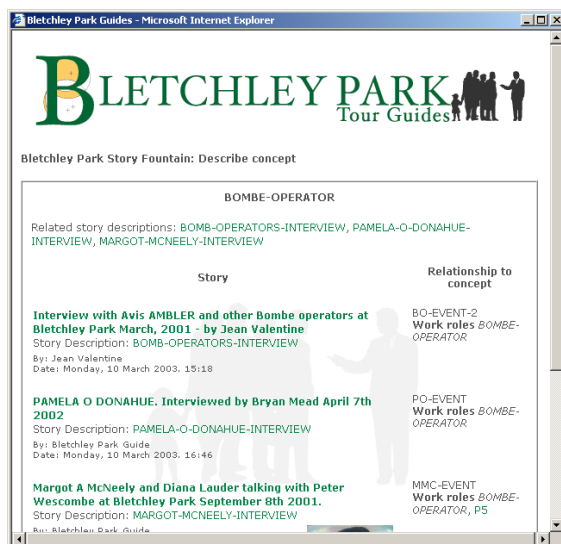 Bletchley Park Guides - Microsoft Internet Explorer
BLETCHLEY PARK
Tour Guides
Bletchley Park Story Fountain: Describe concept
BOMBE-OPERATOR
Related story descriptions: BOMB-OPERATORS-INTERVIEW, PAMELA-O-DONAHUE-
INTERVIEW, MARGOT-MCNEELY-INTERVIEW
Story
Relationship to
concept
Interview with Avis AMBLER and other Bombe operators at
Bletchley Park March, 2001 - by Jean Valentine
Story Description: BOMB-OPERATORS-INTERVIEW
By: Jean Valentine
Date: Monday, 10 March 2003. 15:18
BO-EVENT-2
Work roles BOMBE-
OPERATOR
PAMELA O DONAHUE. Interviewed by Bryan Mead April 7th
2002
Story Description: PAMELA-O-DONAHUE-INTERVIEW
By: Bletchley Park Guide
Date: Monday, 10 March 2003. 16:46
PO-EVENT
Work roles BOMBE-
OPERATOR
Margot A McNeely and Diana Lauder talking with Peter
Wescombe at Bletchley Park September 8th 2001.
Story Description: MARGOT-MCNEELY-INTERVIEW
By: Bletchley Park Guide
MMC-EVENT
Work roles BOMBE-
OPERATOR, P5